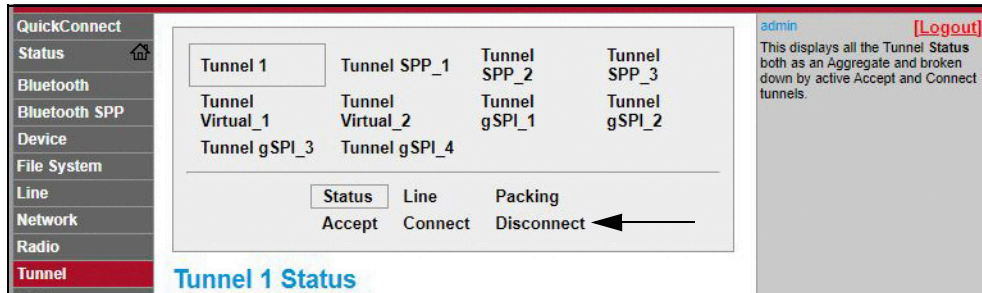 QuickConnect
Status
Bluetooth
Bluetooth SPP
Device
File System
Line
Network
Radio
Tunnel
Tunnel 1
Tunnel SPP_1
Tunnel
SPP_2
Tunnel
SPP_3
Tunnel
Virtual_1
Tunnel
Virtual_2
Tunnel
gSPI_1
Tunnel
gSPI_2
Tunnel gSPI_3
Tunnel gSPI_4
Status
Line
Packing
Accept
Connect
Disconnect
Tunnel 1 Status
admin
[Logout]
This displays all the Tunnel Status
both as an Aggregate and broken
down by active Accept and Connect
tunnels.